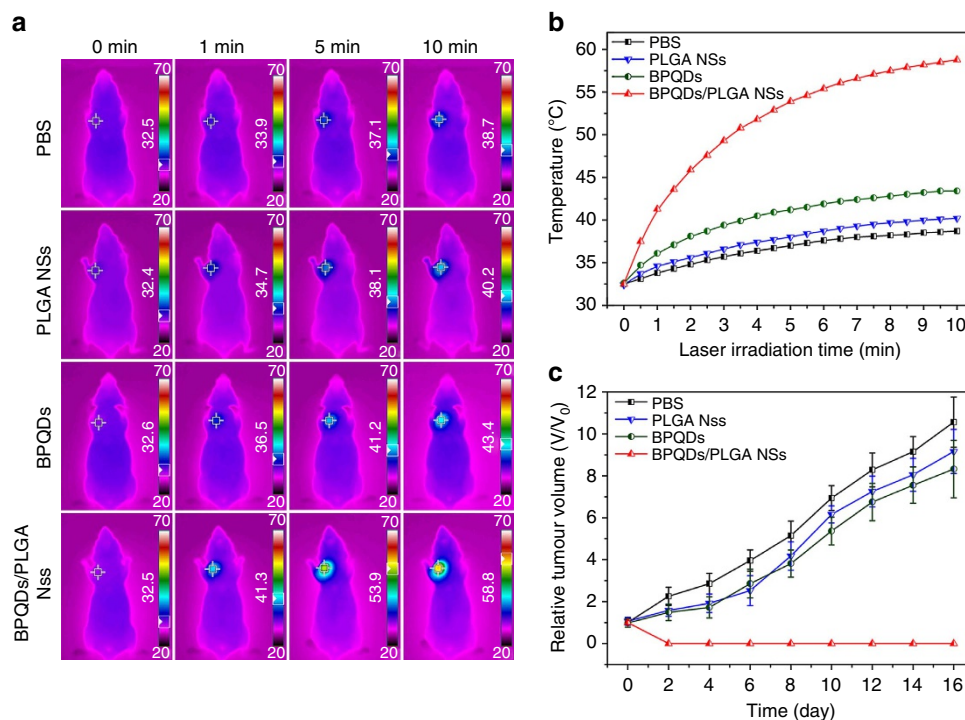 a
0 min 1 min 5 min 10 min
PBS
70 70 70 70
32.5 33.9 37.1 38.7
20 20 20 20
PLGA NSs
70 70 70 70
32.4 34.7 38.1 40.2
20 20 20 20
BPQDs
70 70 70 70
32.6 36.5 41.2 43.4
20 20 20 20
BPQDs/PLGA
Nss
70 70 70 70
32.5 41.3 53.9 58.8
20 20 20 20
b
PBS
PLGA NSs
BPQDs
BPQDs/PLGA NSs
Temperature (°C)
60
55
50
45
40
35
30
0 1 2 3 4 5 6 7 8 9 10
Laser irradiation time (min)
c
PBS
PLGA Nss
BPQDs
BPQDs/PLGA NSs
Relative tumour volume (V/V0)
12
10
8
6
4
2
0
0 2 4 6 8 10 12 14 16
Time (day)